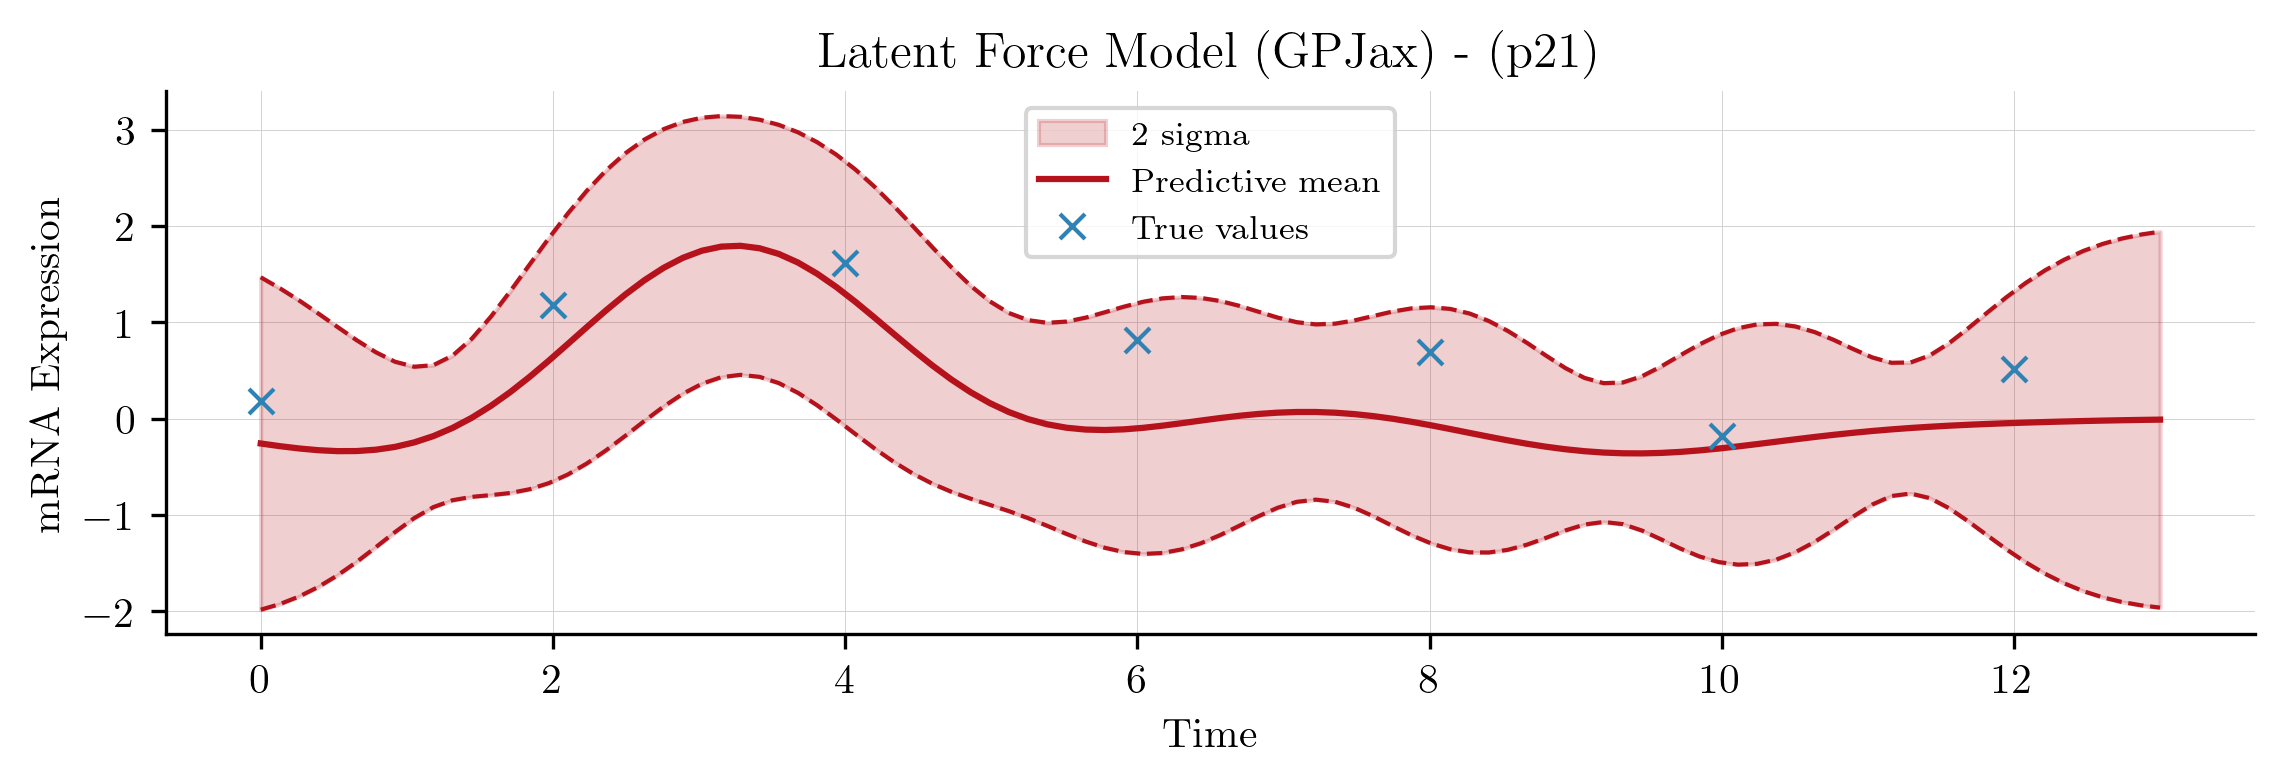 Latent Force Model (GPJax) - (p21)
2 sigma
Predictive mean
True values
mRNA Expression
3
2
1
0
−1
−2
0 2 4 6 8 10 12
Time